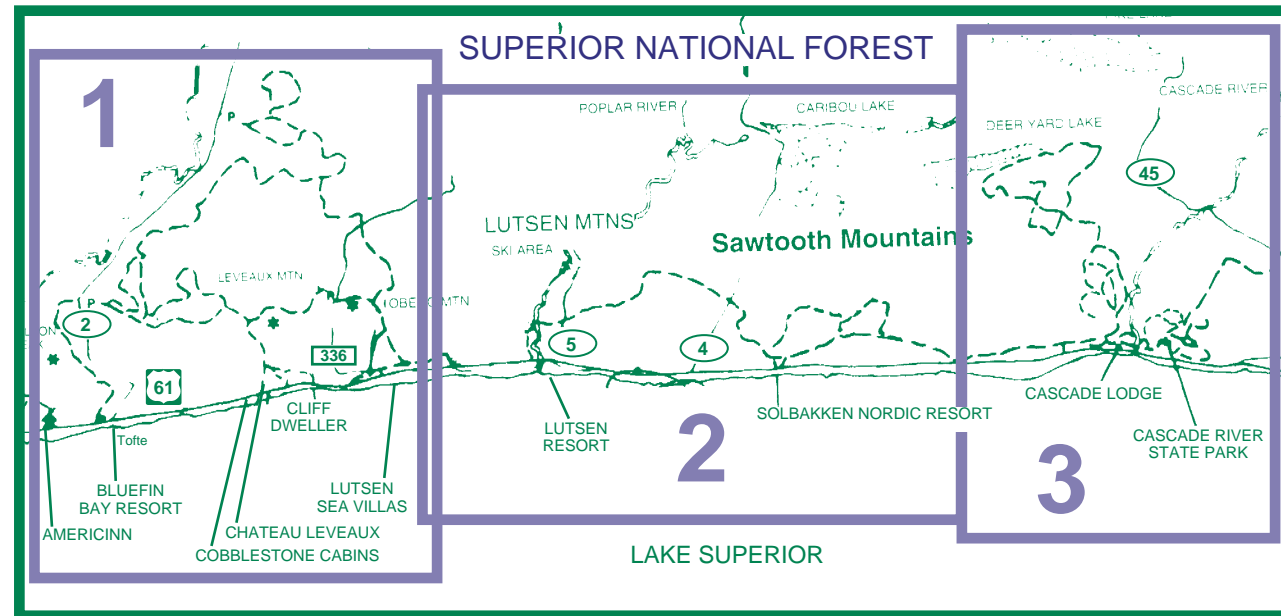 SUPERIOR NATIONAL FOREST
1
P
POPLAR RIVER
CARIBOU LAKE
CASCADE RIVER
DEER YARD LAKE
45
LUTSEN MTNS
SKI AREA
Sawtooth Mountains
LEVEAUX MTN
MTN
P
2
5
4
336
61
CLIFF
DWELLER
Tofte
LUTSEN
RESORT
2
SOLBAKKEN NORDIC RESORT
CASCADE LODGE
CASCADE RIVER
STATE PARK
3
BLUEFIN
BAY RESORT
LUTSEN
SEA VILLAS
AMERICINN
CHATEAU LEVEAUX
COBBLESTONE CABINS
LAKE SUPERIOR